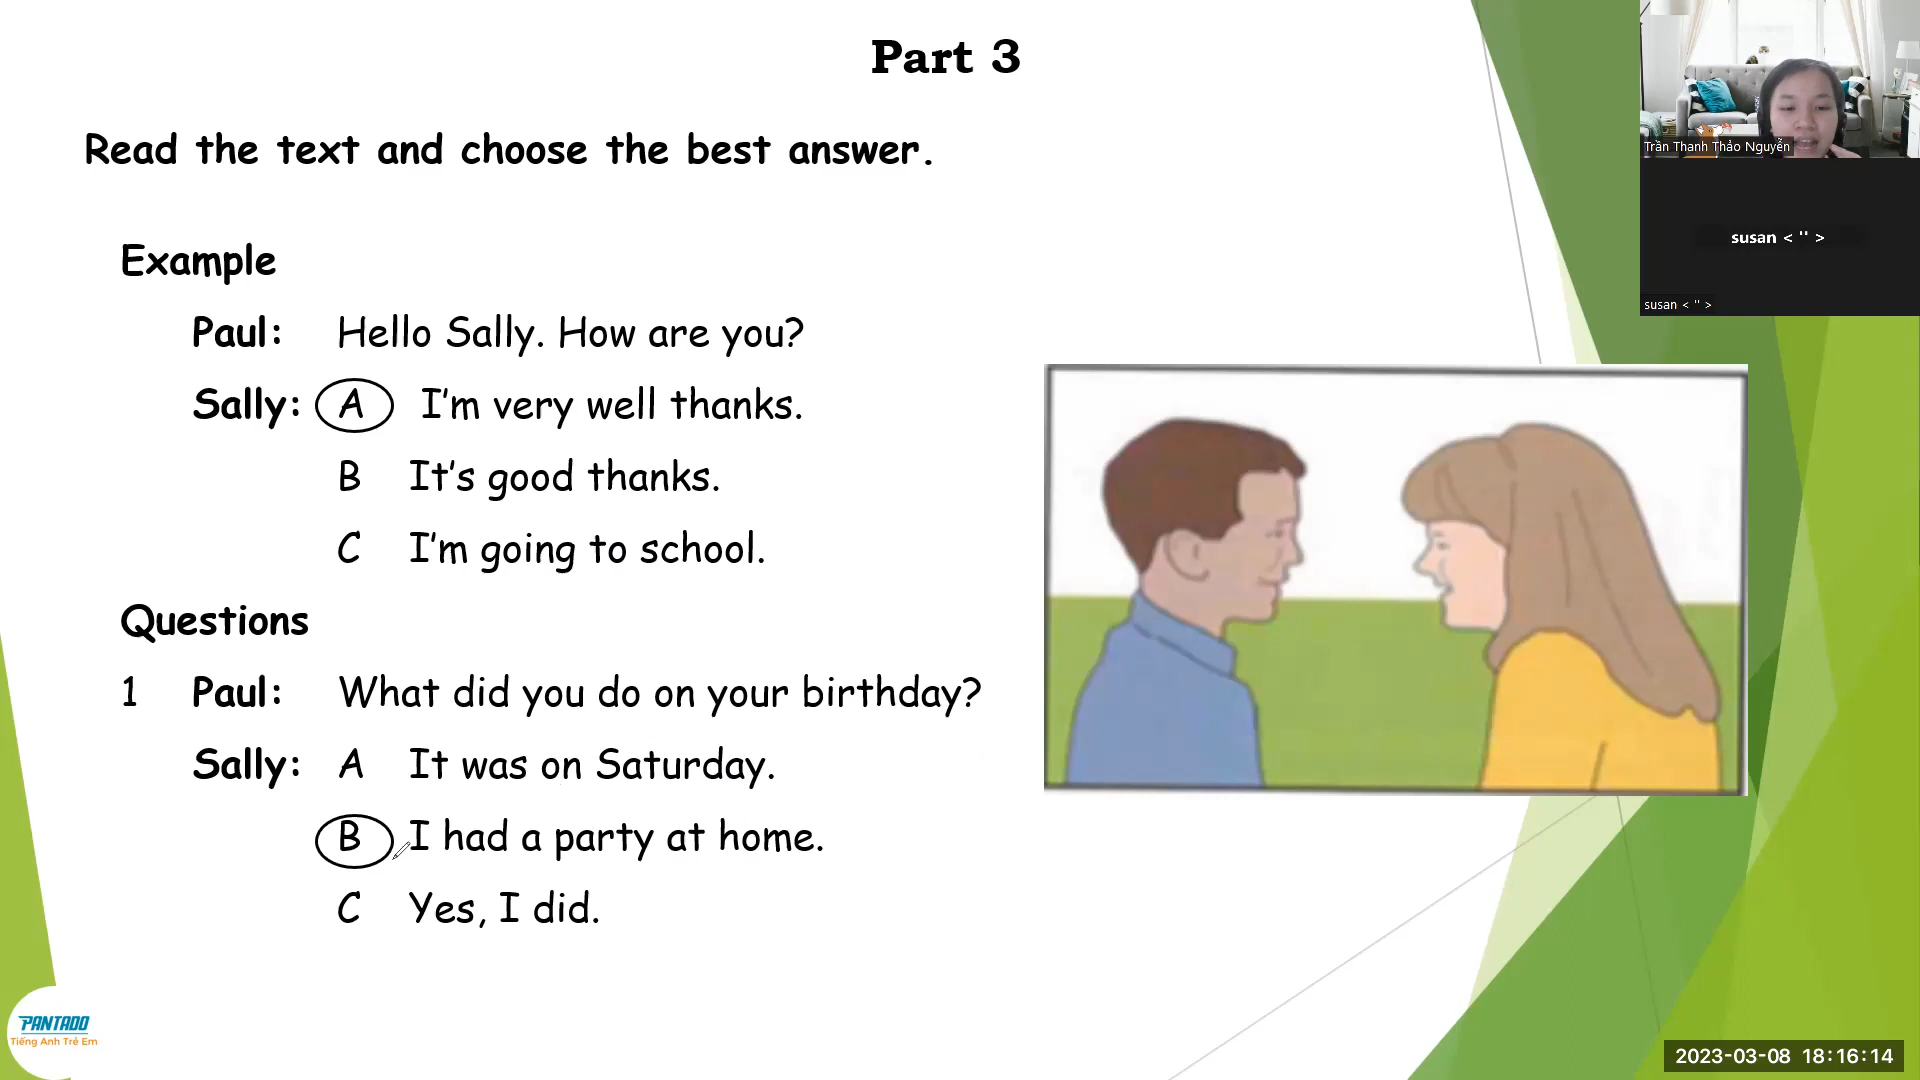 Part 3
Read the text and choose the best answer.
Example
Paul: Hello Sally. How are you?
Sally: A I'm very well thanks.
B It's good thanks.
C I'm going to school.
Questions
1 Paul: What did you do on your birthday?
Sally: A It was on Saturday.
B I had a party at home.
C Yes, I did.
Trần Thanh Thảo Nguyễn
susan < '' >
susan < '' >
PANTADO
Tiếng Anh Trẻ Em
2023-03-08 18:16:14